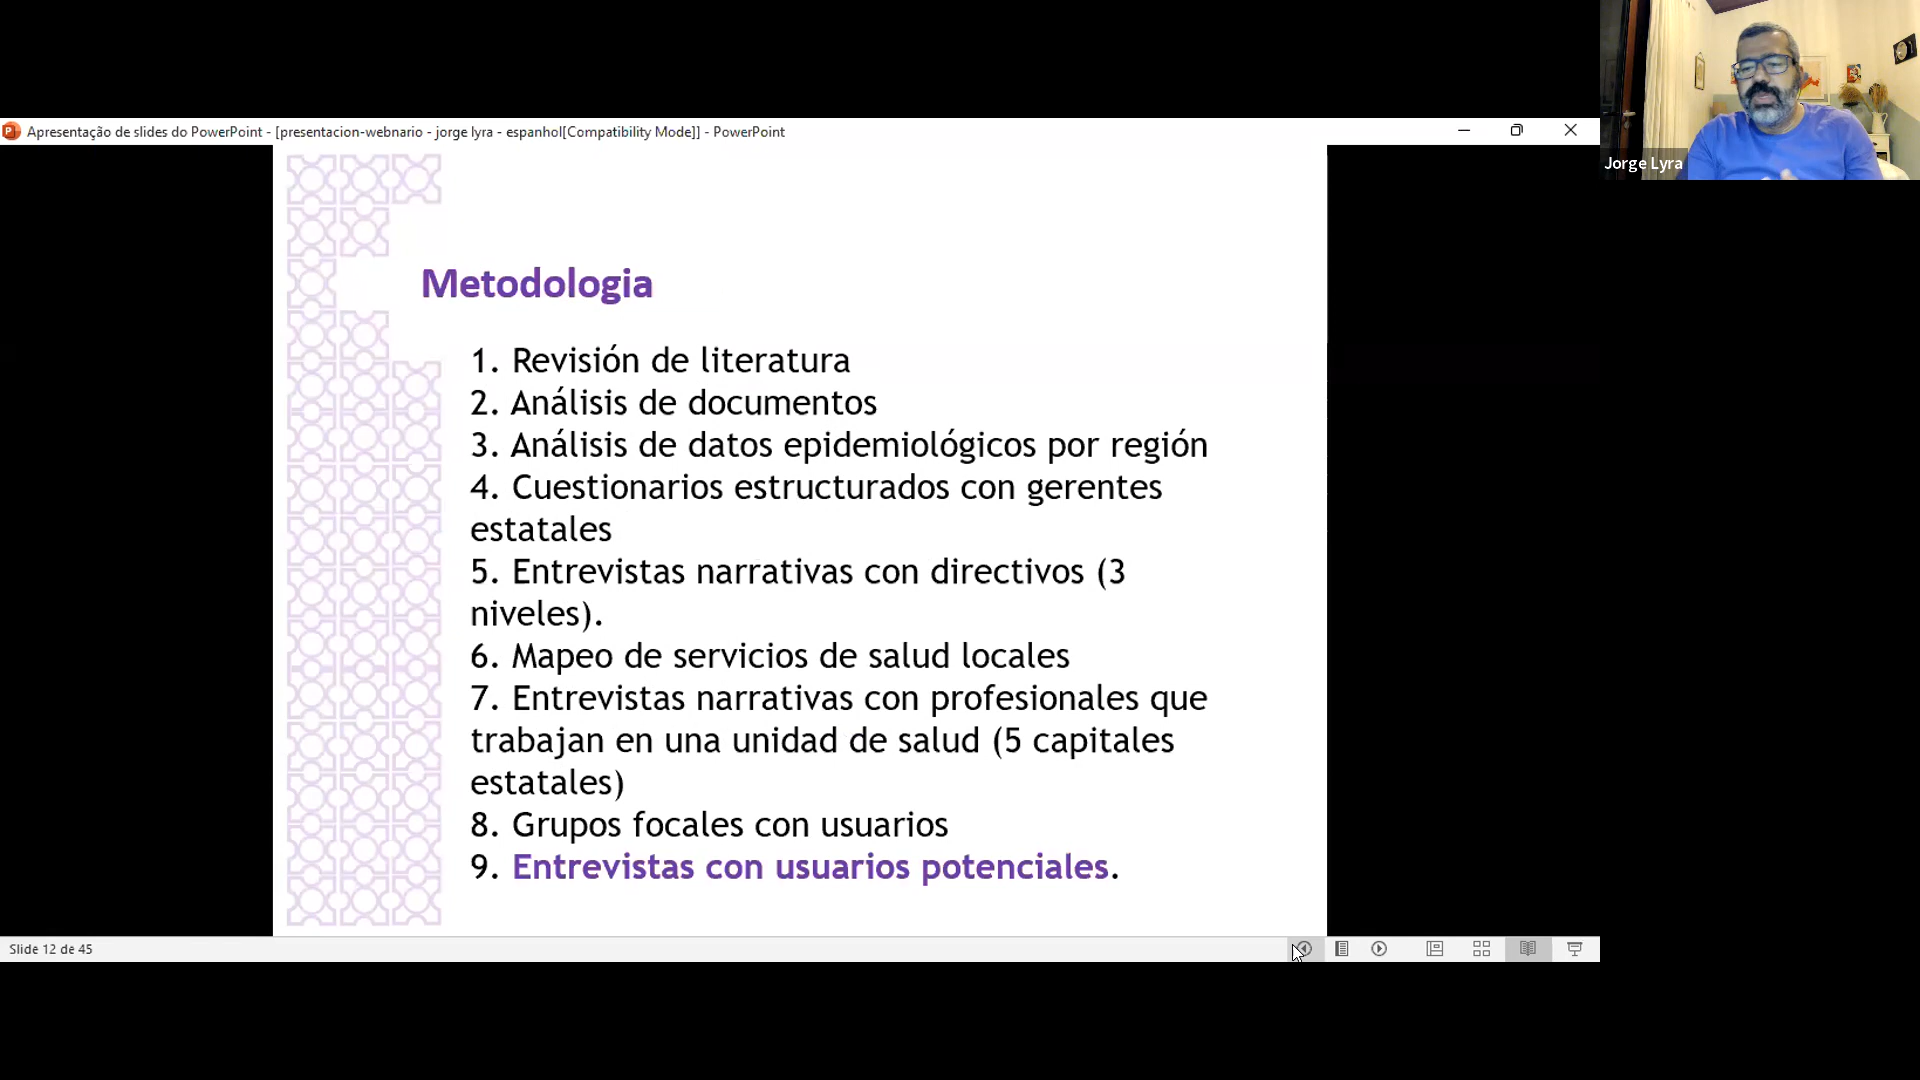 Apresentação de slides do PowerPoint - [presentacion-webnario - jorge lyra - espanhol[Compatibility Mode]] - PowerPoint
Jorge Lyra
Metodologia
1. Revisión de literatura
2. Análisis de documentos
3. Análisis de datos epidemiológicos por región
4. Cuestionarios estructurados con gerentes
estatales
5. Entrevistas narrativas con directivos (3
niveles).
6. Mapeo de servicios de salud locales
7. Entrevistas narrativas con profesionales que
trabajan en una unidad de salud (5 capitales
estatales)
8. Grupos focales con usuarios
9. Entrevistas con usuarios potenciales.
Slide 12 de 45